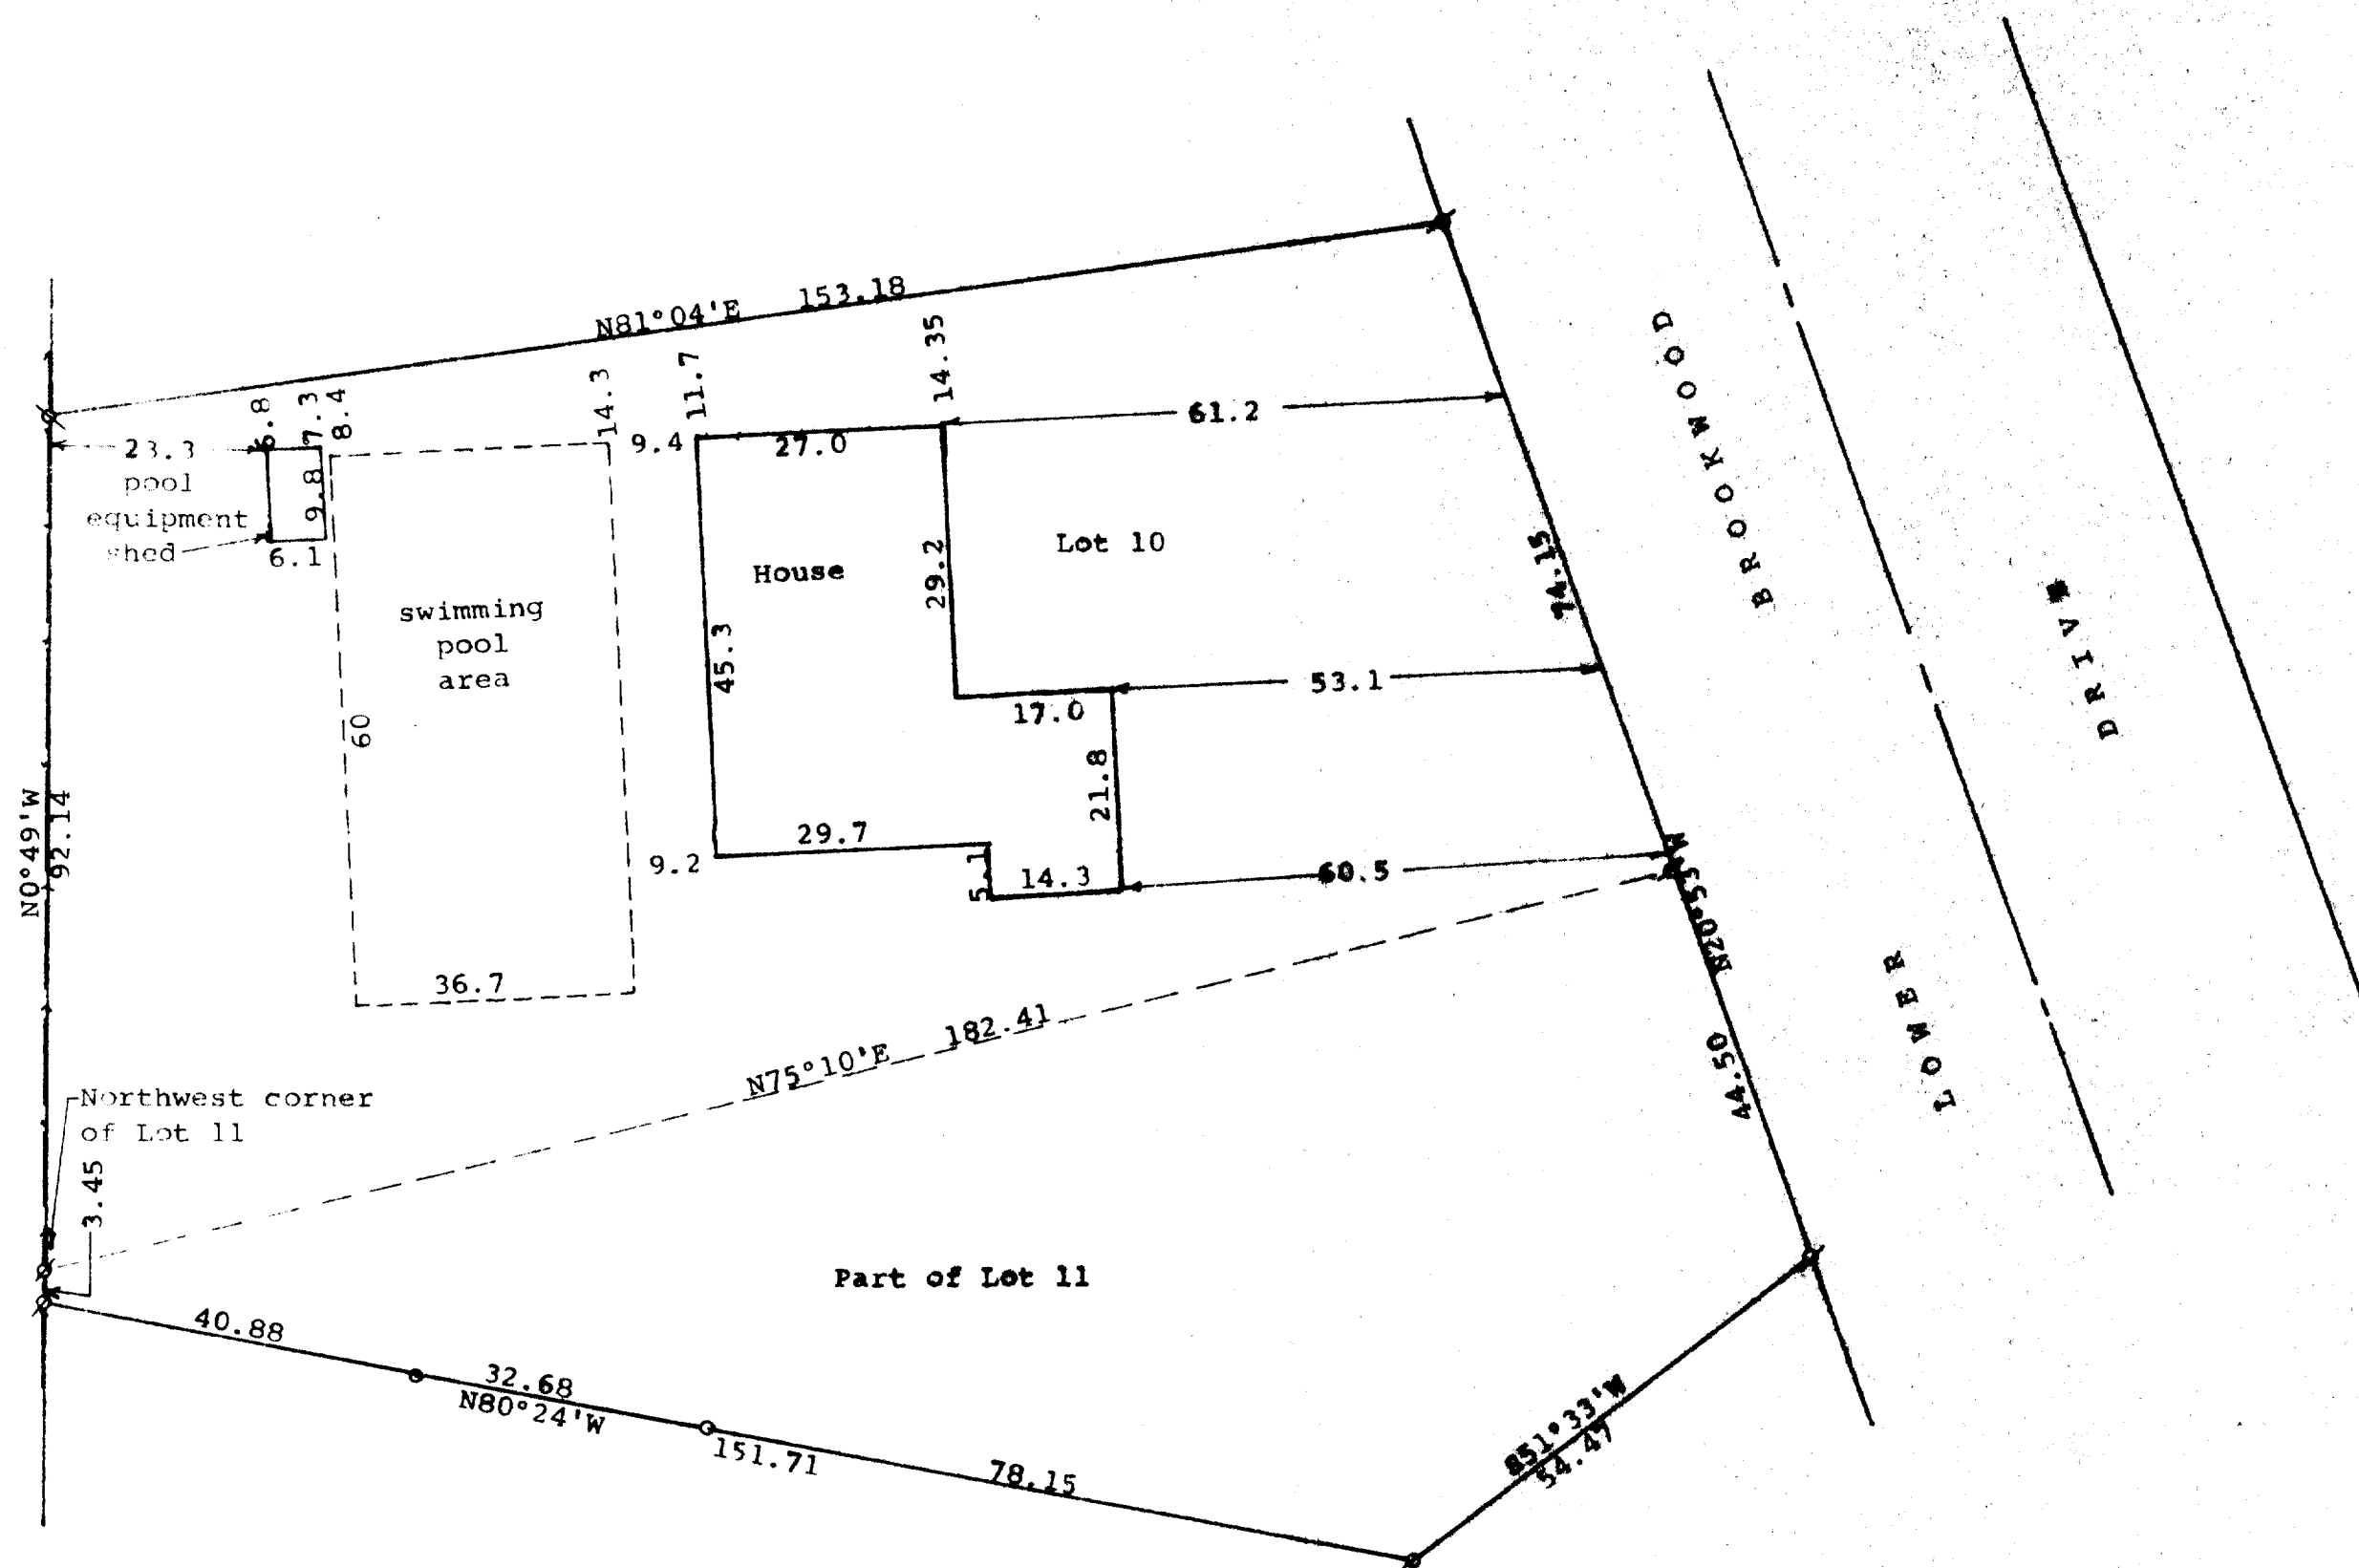 153.18
N81°04'E
14.35
11.7
14.3
6.8
7.3
8.4
61.2
9.4
27.0
23.3
pool
equipment
shed
9.8
6.1
Lot 10
House
29.2
swimming
pool
area
45.3
60
74.15
BROOKWOOD
DRIVE
53.1
17.0
21.8
29.7
9.2
5.1
14.3
60.5
N0°49'W
92.14
36.7
N20°53'W
182.41
N75°10'E
44.50
LOWER
Northwest corner
of Lot 11
3.45
Part of Lot 11
40.88
32.68
N80°24'W
151.71
78.15
S51°33'W
54.47